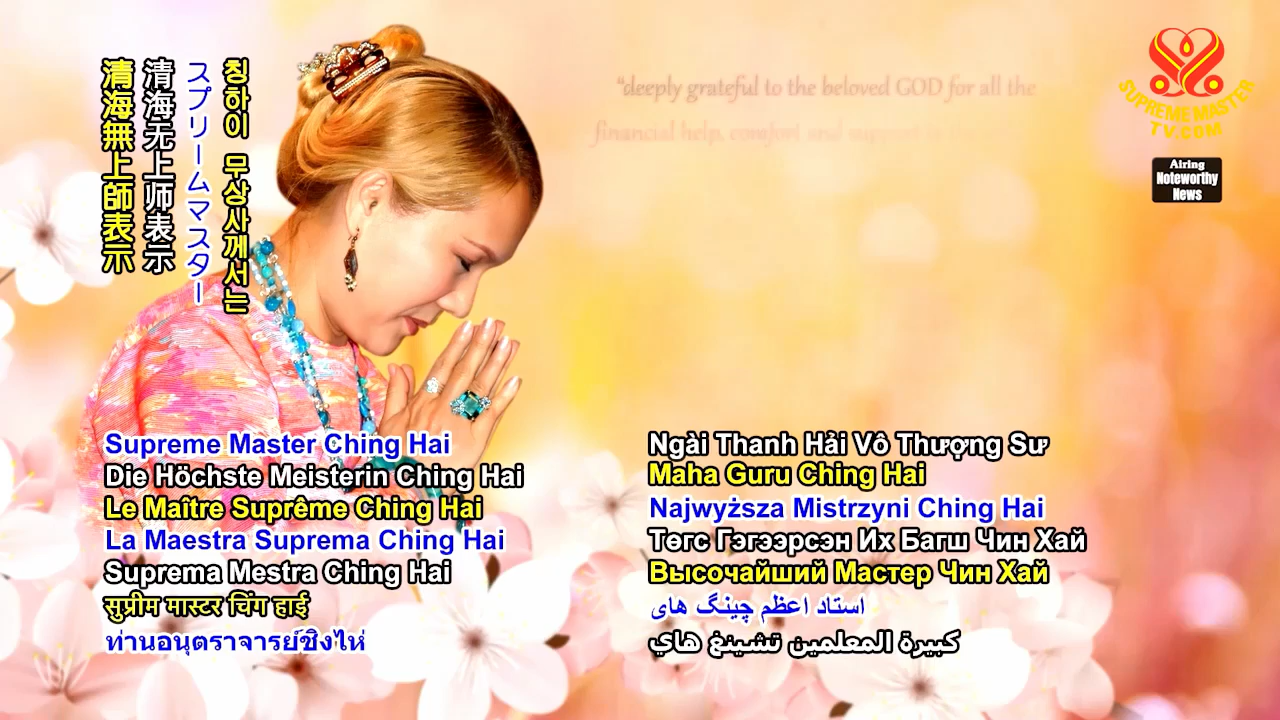 清海無上師表示
清海无上师表示
スプリームマスター
칭하이 무상사께서는
“deeply grateful to the beloved GOD for all the
financial help, comfort and support
SUPREME MASTER
TV.COM
Airing
Noteworthy
News
Supreme Master Ching Hai
Die Höchste Meisterin Ching Hai
Le Maître Suprême Ching Hai
La Maestra Suprema Ching Hai
Suprema Mestra Ching Hai
सुप्रीम मास्टर चिंग हाई
ท่านอนุตราจารย์ชิงไห่
Ngài Thanh Hải Vô Thượng Sư
Maha Guru Ching Hai
Najwyższa Mistrzyni Ching Hai
Төгс Гэгээрсэн Их Багш Чин Хай
Высочайший Мастер Чин Хай
استاد اعظم چینگ های
كبيرة المعلمين تشينغ هاي